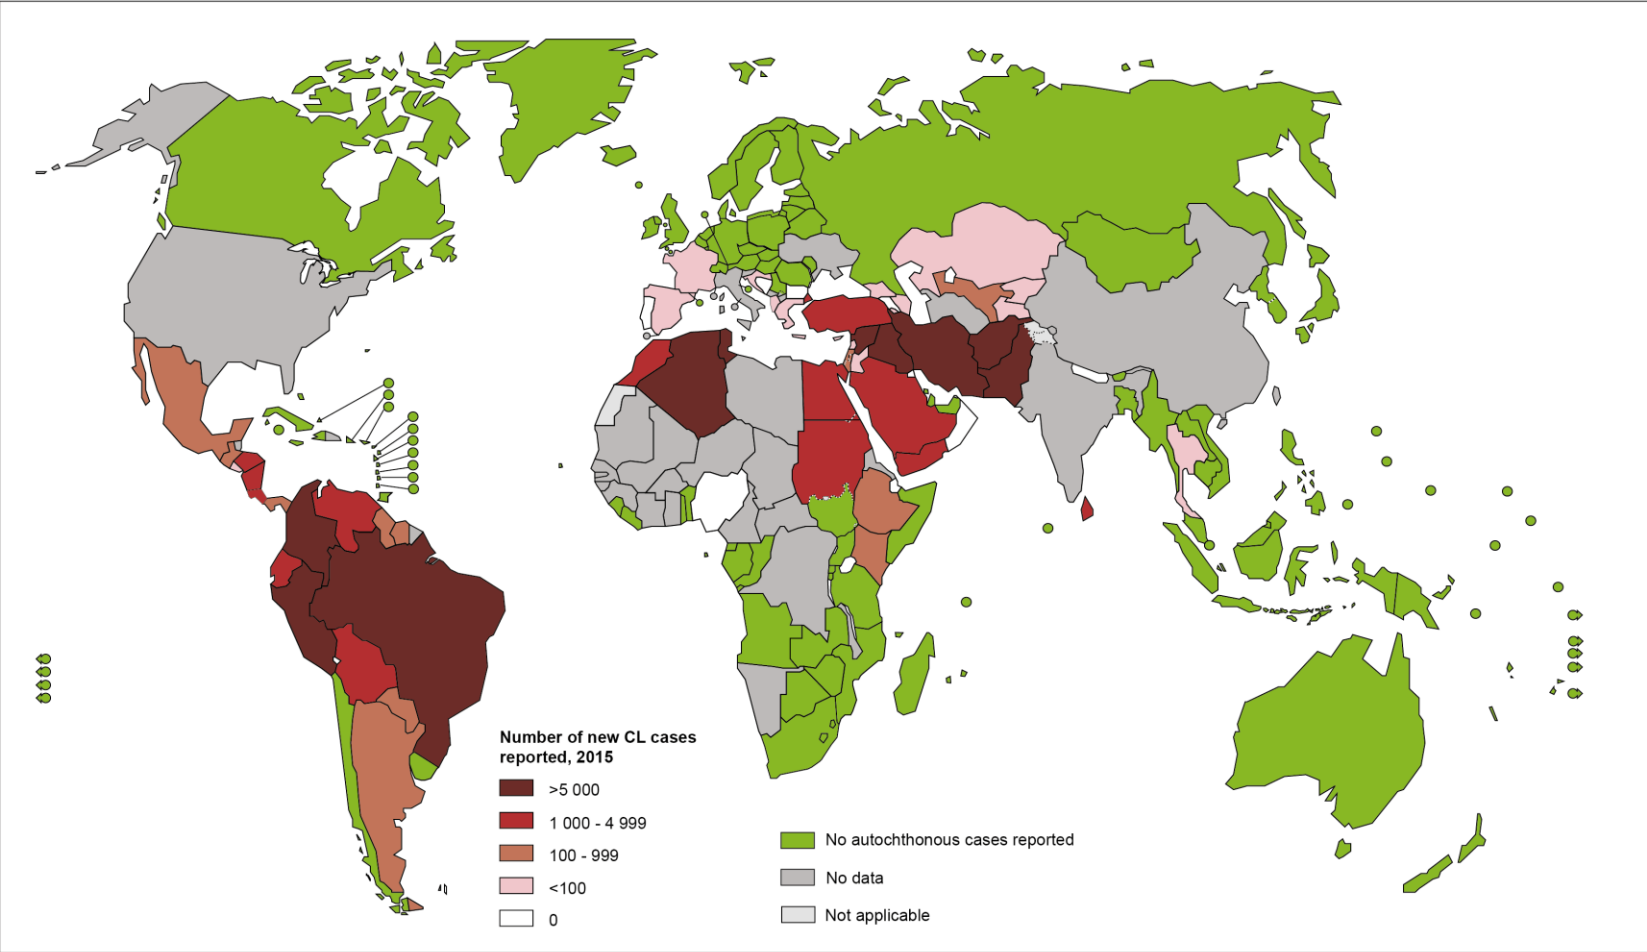 Number of new CL cases
reported, 2015
>5 000
1 000 - 4 999
100 - 999
<100
0
No autochthonous cases reported
No data
Not applicable